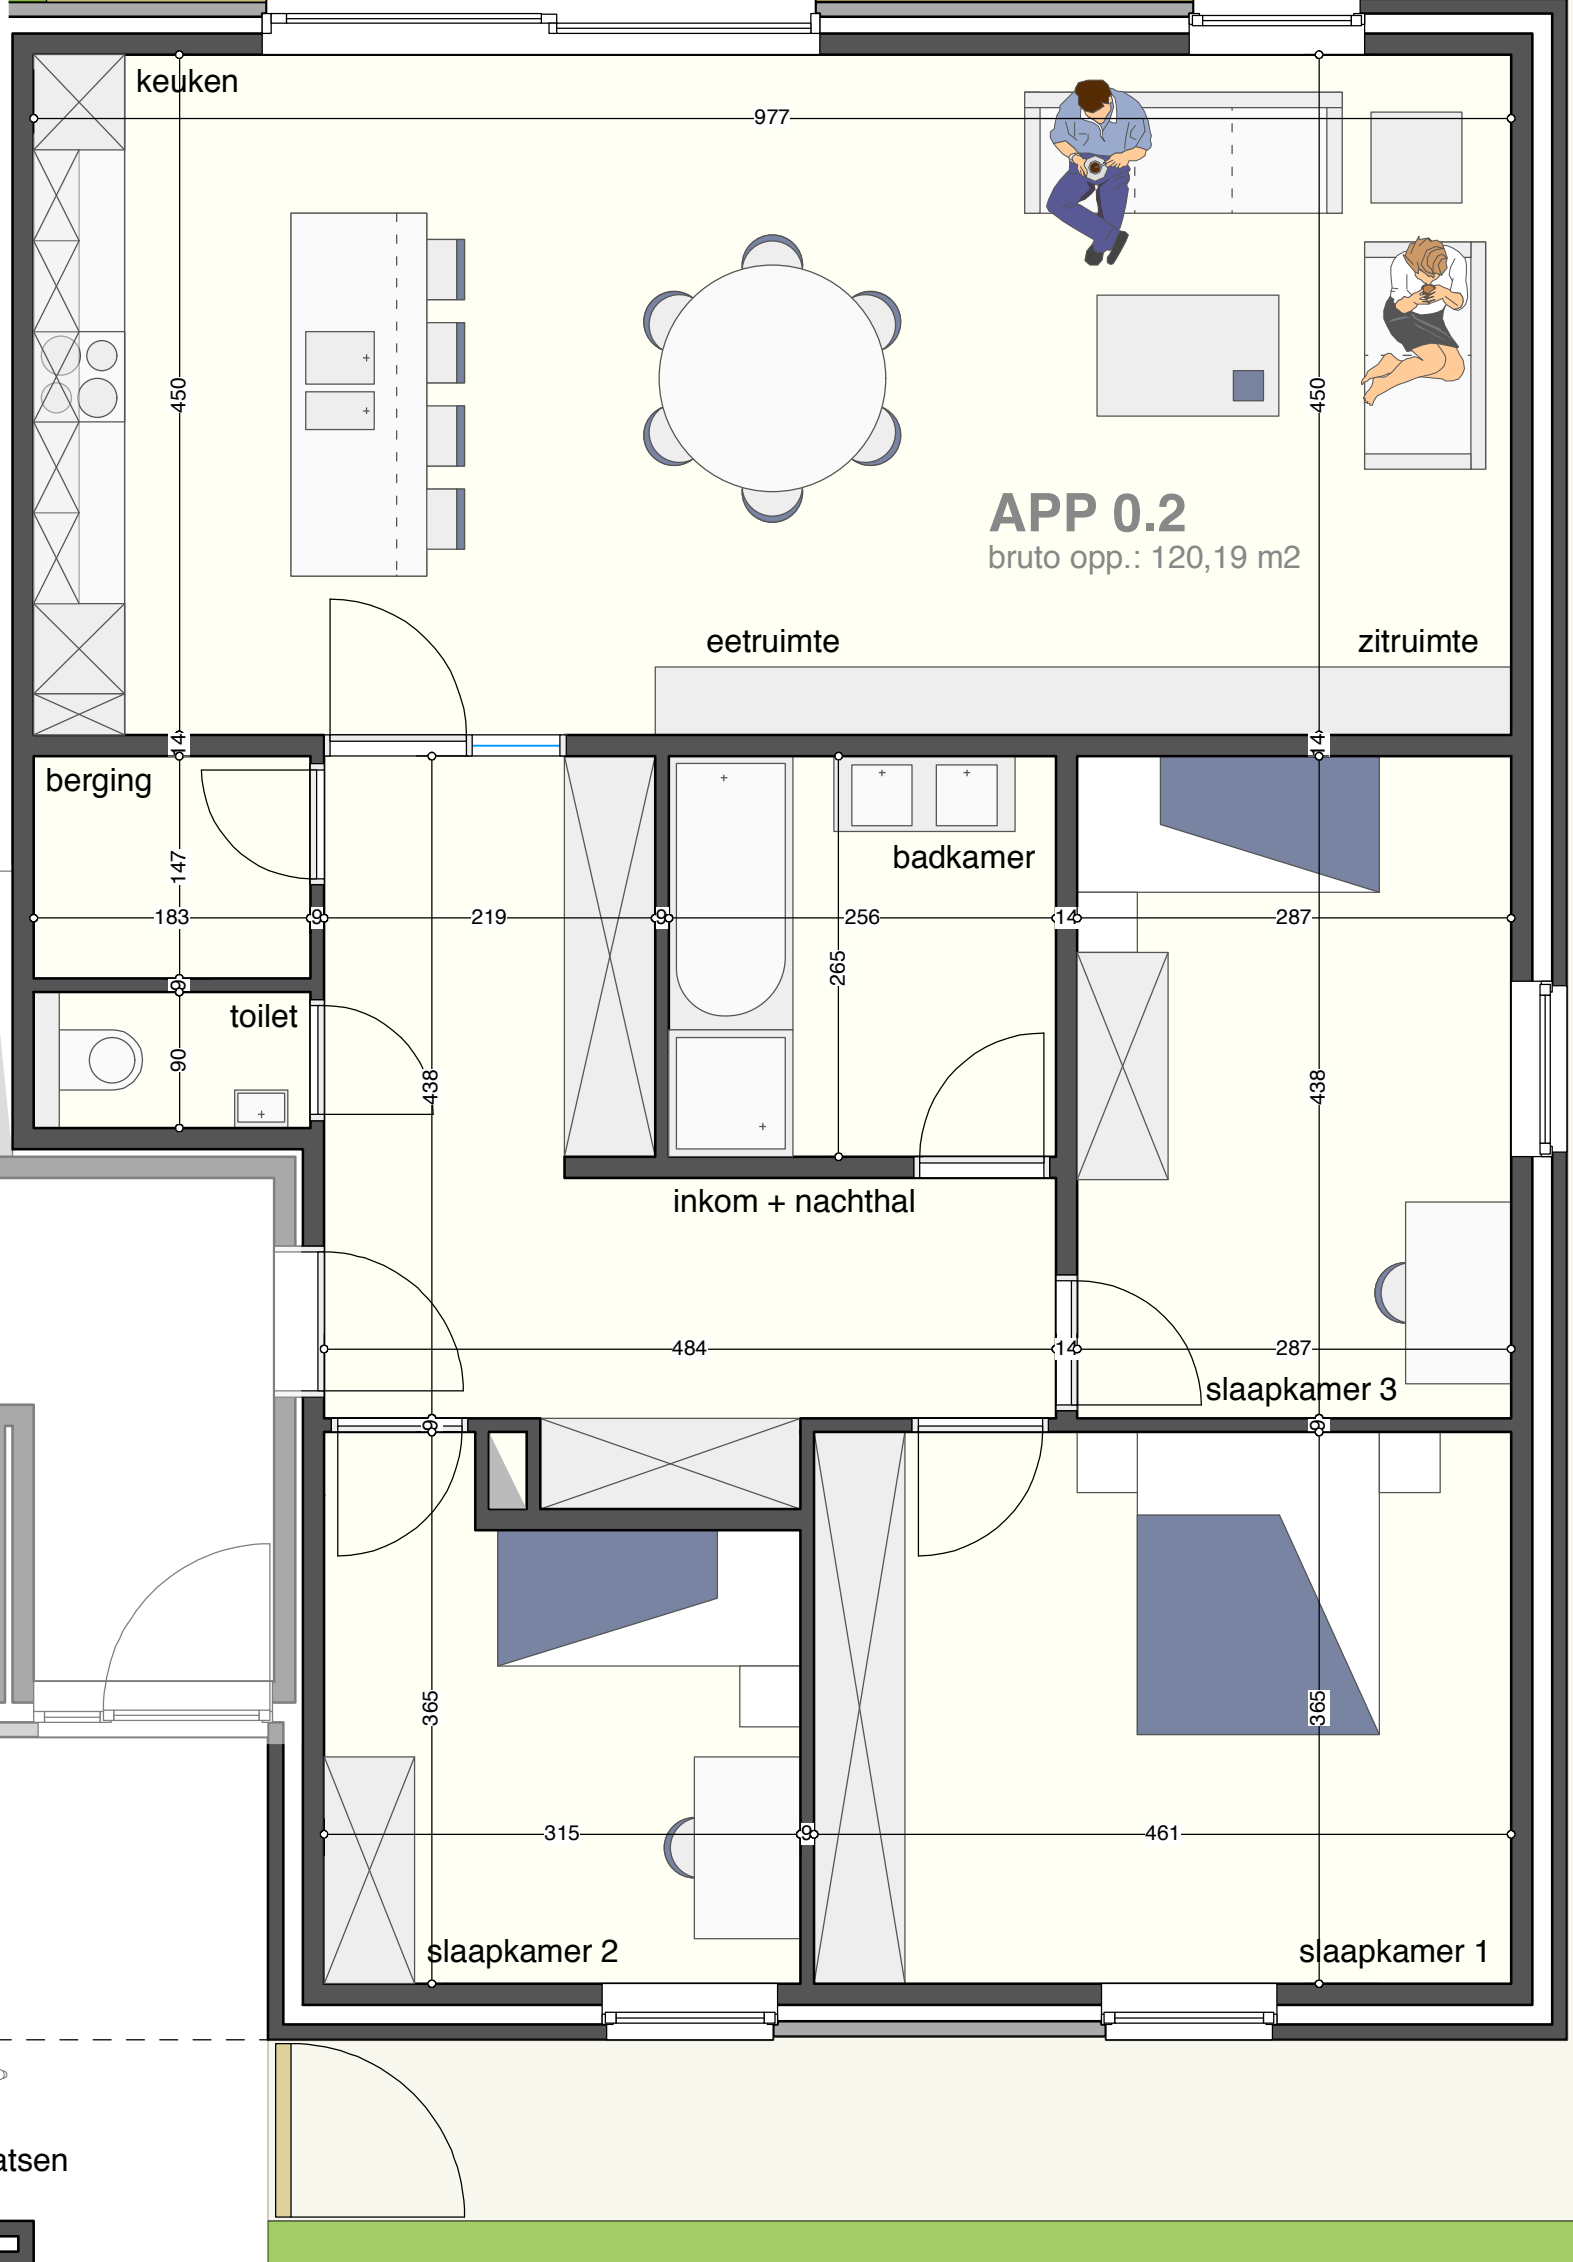 keuken
977
450
450
APP 0.2
bruto opp.: 120,19 m2
eetruimte
zitruimte
14
14
berging
badkamer
147
183
9
219
9
256
14
287
265
9
toilet
90
438
438
inkom + nachthal
484
14
287
slaapkamer 3
9
9
365
365
315
9
461
slaapkamer 2
slaapkamer 1
atsen